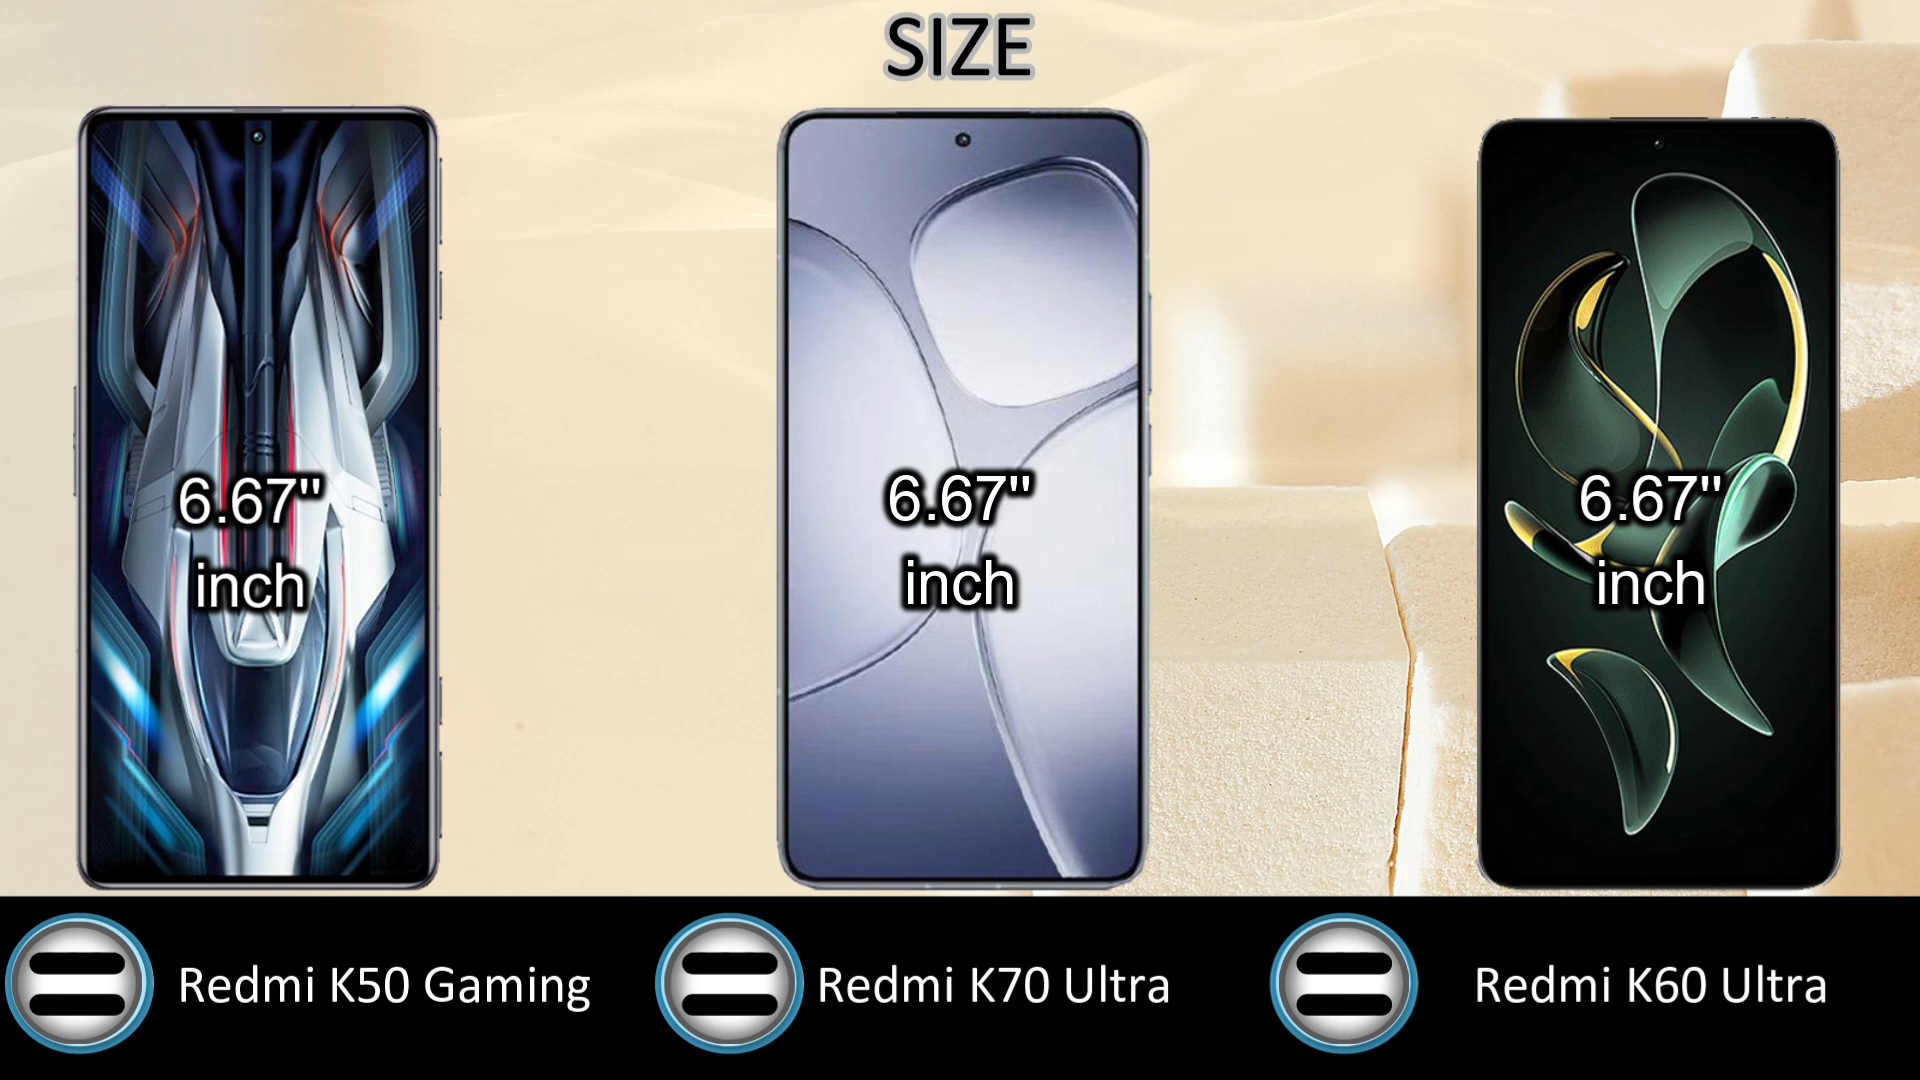 SIZE
6.67"
inch
6.67"
inch
6.67"
inch
Redmi K50 Gaming
Redmi K70 Ultra
Redmi K60 Ultra